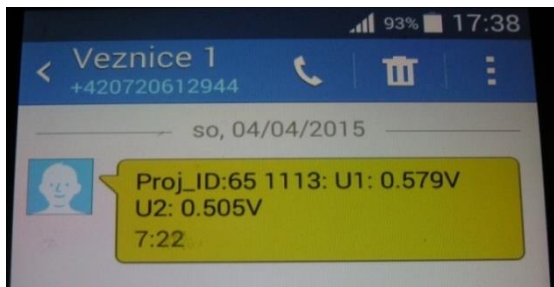 93% 17:38
Veznice 1
+420720612944
so, 04/04/2015
Proj_ID:65 1113: U1: 0.579V
U2: 0.505V
7:22